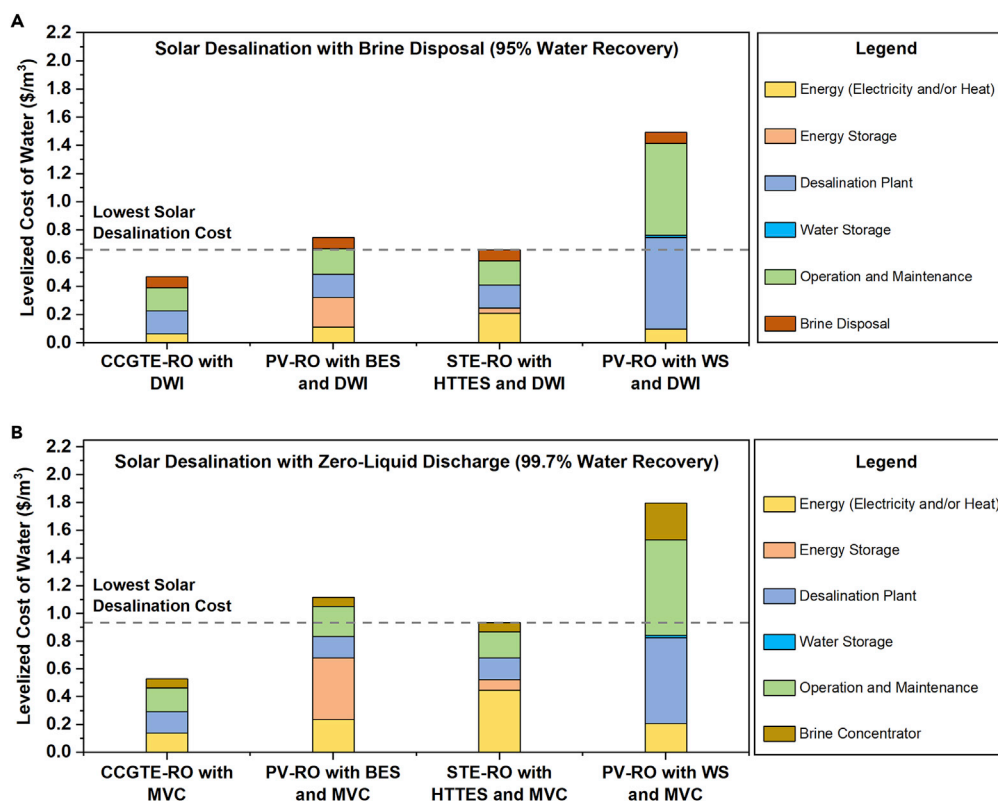 A
Solar Desalination with Brine Disposal (95% Water Recovery)
Levelized Cost of Water ($/m³)
2.2
2.0
1.8
1.6
1.4
1.2
1.0
0.8
0.6
0.4
0.2
0.0
Lowest Solar
Desalination Cost
CCGTE-RO with
DWI
PV-RO with BES
and DWI
STE-RO with
HTTES and DWI
PV-RO with WS
and DWI
Legend
Energy (Electricity and/or Heat)
Energy Storage
Desalination Plant
Water Storage
Operation and Maintenance
Brine Disposal
B
Solar Desalination with Zero-Liquid Discharge (99.7% Water Recovery)
Levelized Cost of Water ($/m³)
2.2
2.0
1.8
1.6
1.4
1.2
1.0
0.8
0.6
0.4
0.2
0.0
Lowest Solar
Desalination Cost
CCGTE-RO with
MVC
PV-RO with BES
and MVC
STE-RO with
HTTES and MVC
PV-RO with WS
and MVC
Legend
Energy (Electricity and/or Heat)
Energy Storage
Desalination Plant
Water Storage
Operation and Maintenance
Brine Concentrator